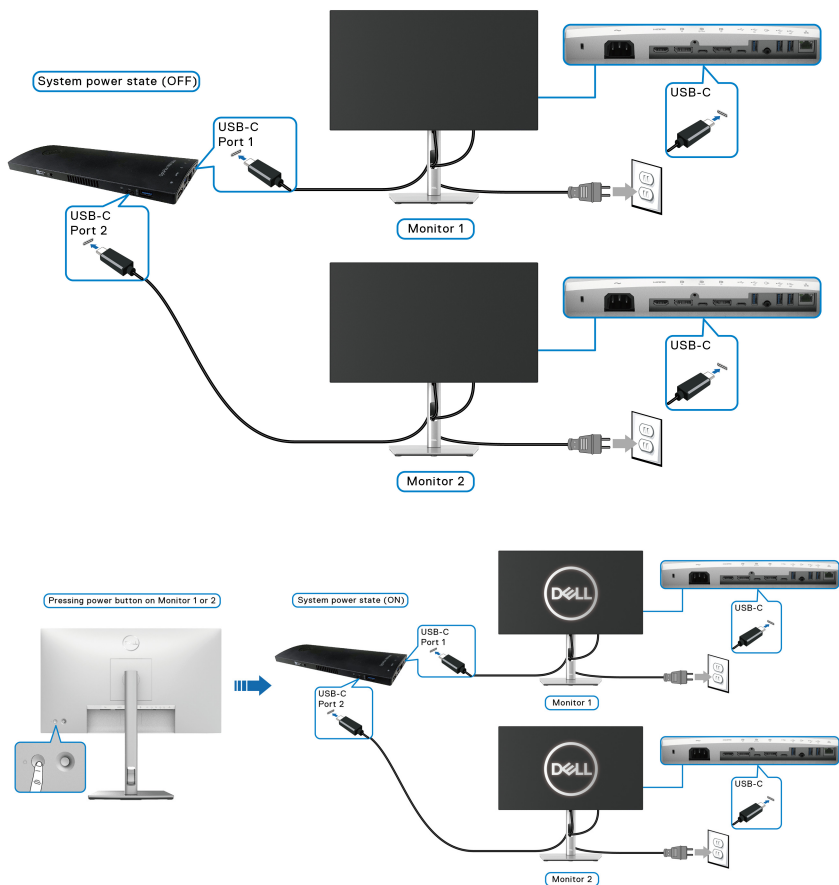 System power state (OFF)
USB-C
Port 1
USB-C
Monitor 1
USB-C
Port 2
USB-C
Monitor 2
Pressing power button on Monitor 1 or 2
System power state (ON)
DELL
USB-C
Port 1
USB-C
Monitor 1
USB-C
Port 2
DELL
USB-C
Monitor 2